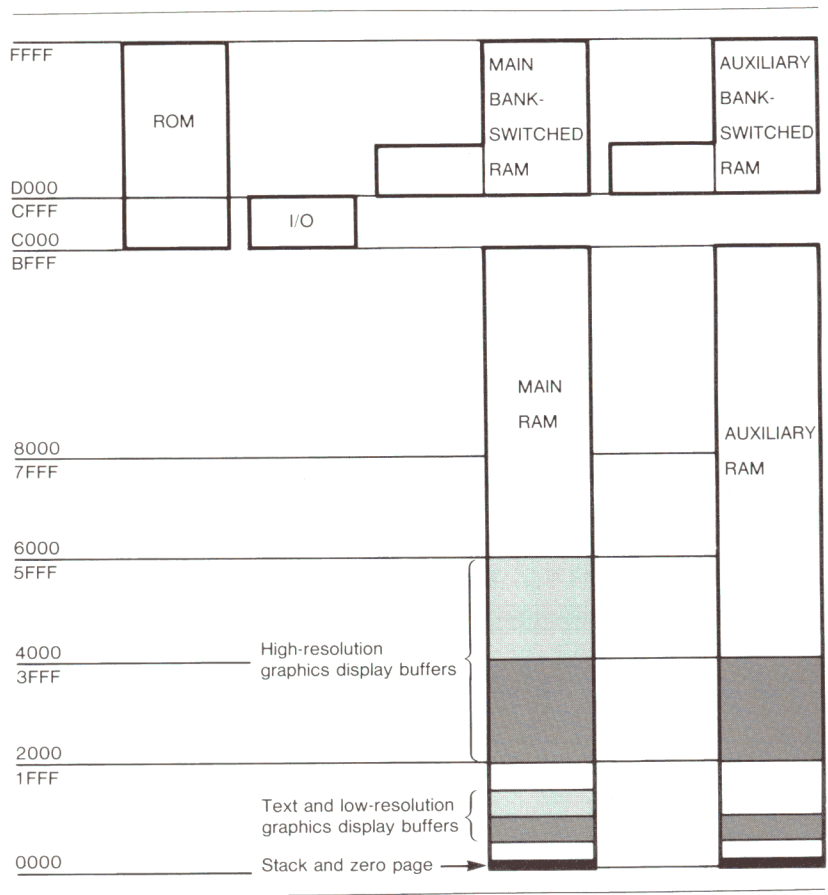 FFFF
ROM
MAIN
BANK-
SWITCHED
RAM
AUXILIARY
BANK-
SWITCHED
RAM
D000
CFFF
I/O
C000
BFFF
MAIN
RAM
AUXILIARY
RAM
8000
7FFF
6000
5FFF
4000
3FFF
High-resolution
graphics display buffers
2000
1FFF
Text and low-resolution
graphics display buffers
0000
Stack and zero page